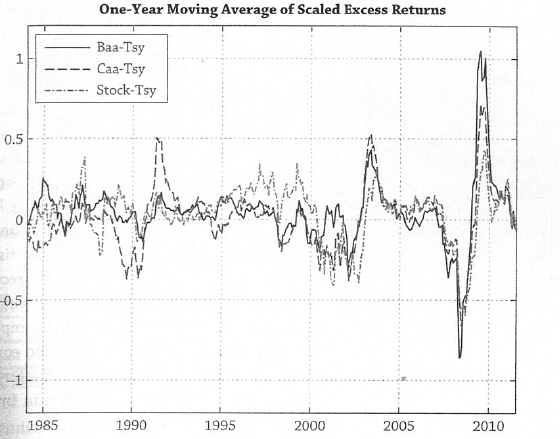 One-Year Moving Average of Scaled Excess Returns
Baa-Tsy
Caa-Tsy
Stock-Tsy
1
0.5
0
-0.5
-1
1985 1990 1995 2000 2005 2010